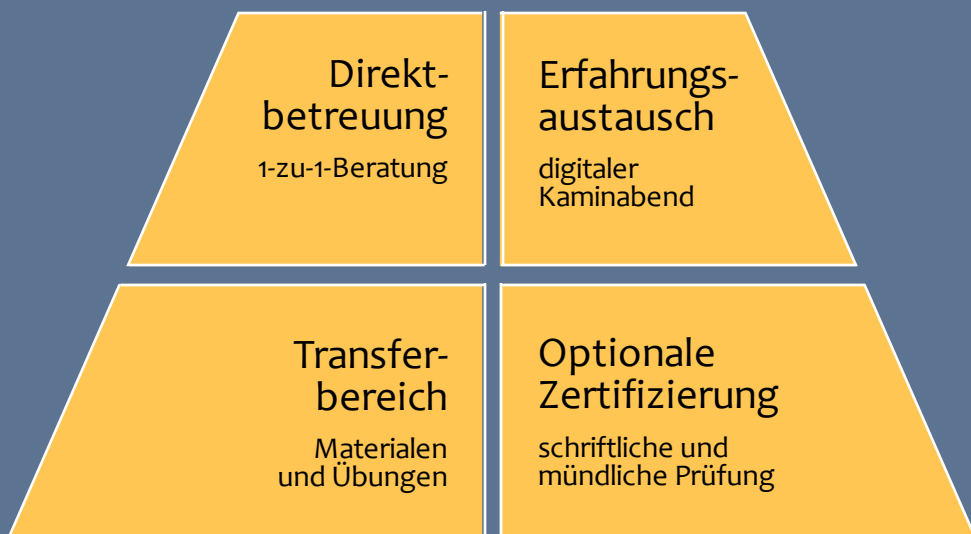 Direkt-
betreuung
1-zu-1-Beratung
Erfahrungs-
austausch
digitaler
Kaminabend
Transfer-
bereich
Materialen
und Übungen
Optionale
Zertifizierung
schriftliche und
mündliche Prüfung